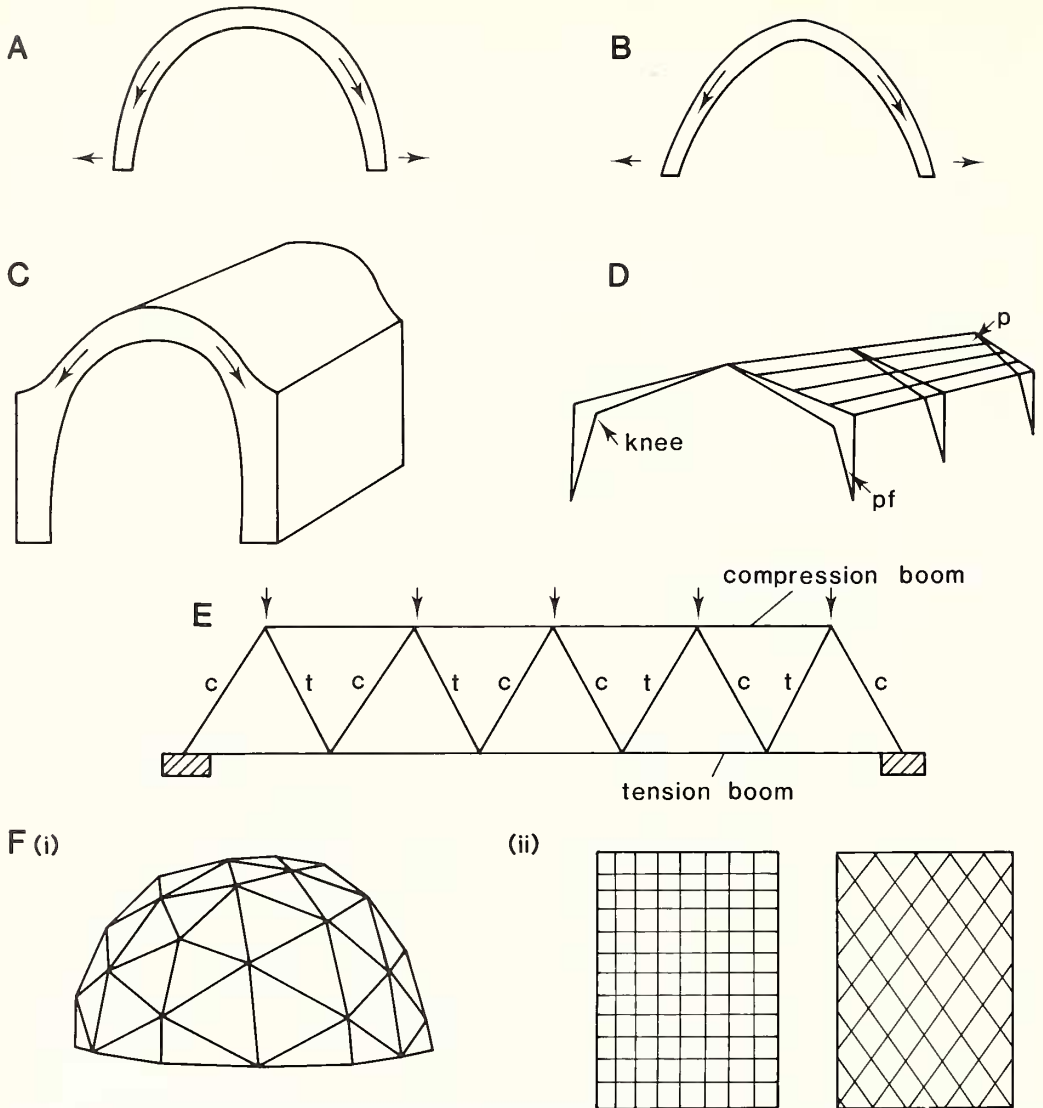 A
B
C
D
p
knee
pf
compression boom
E
c t c t c c t c t c
tension boom
F (i)
(ii)